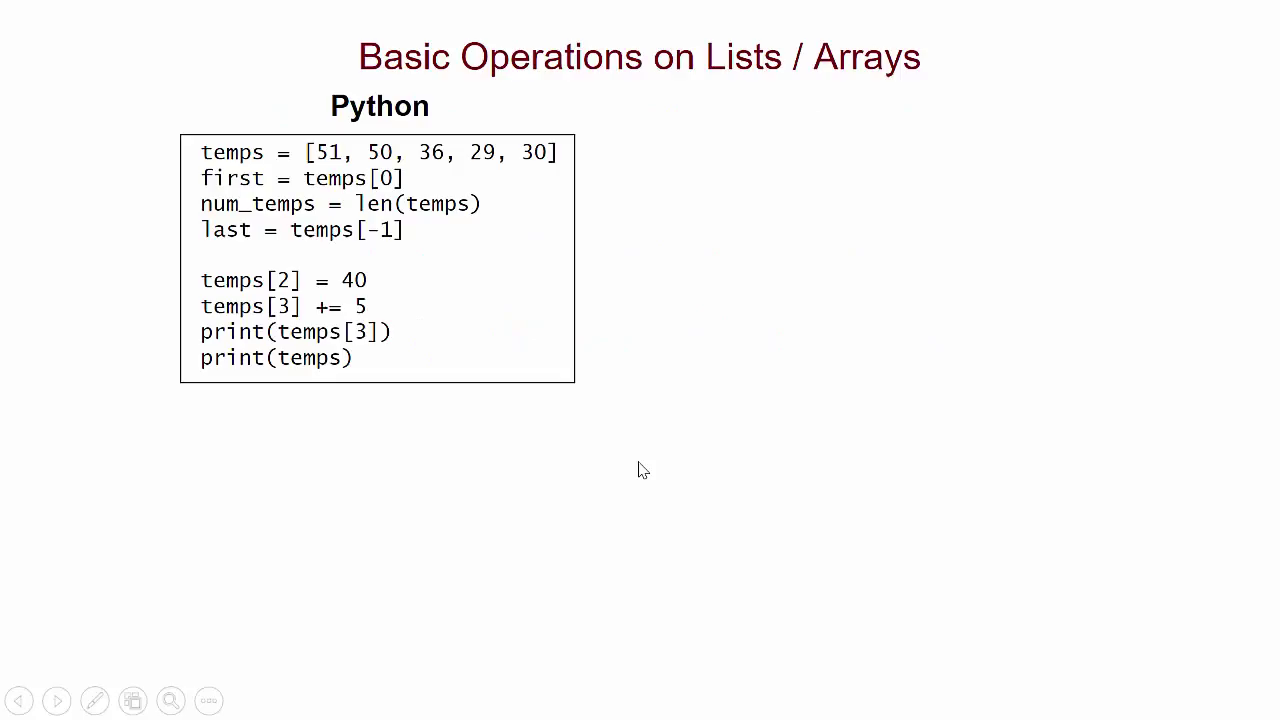 Basic Operations on Lists / Arrays
Python
temps = [51, 50, 36, 29, 30]
first = temps[0]
num_temps = len(temps)
last = temps[-1]
temps[2] = 40
temps[3] += 5
print(temps[3])
print(temps)